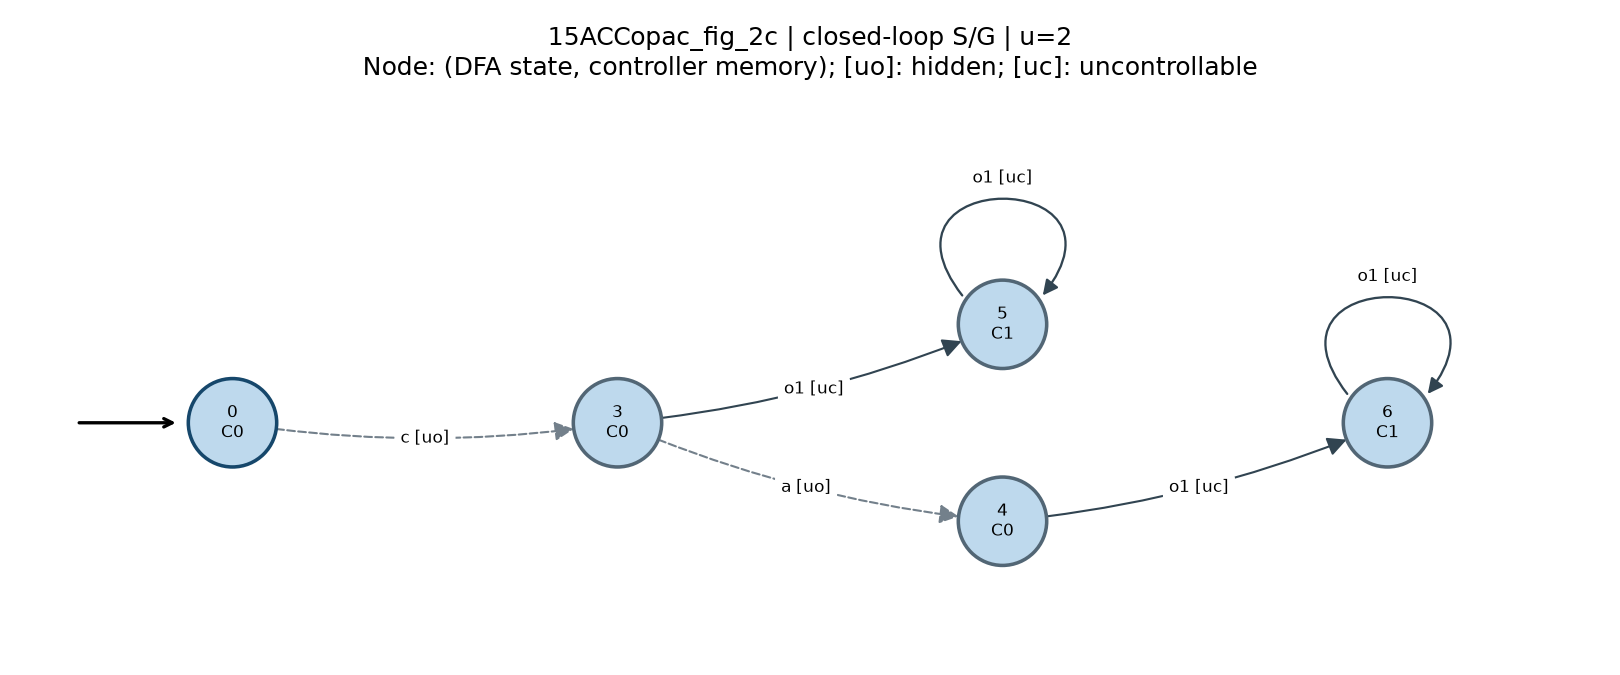 15ACCopac_fig_2c | closed-loop S/G | u=2
Node: (DFA state, controller memory); [uo]: hidden; [uc]: uncontrollable
o1 [uc]
o1 [uc]
5
C1
o1 [uc]
0
C0
c [uo]
3
C0
6
C1
a [uo]
o1 [uc]
4
C0